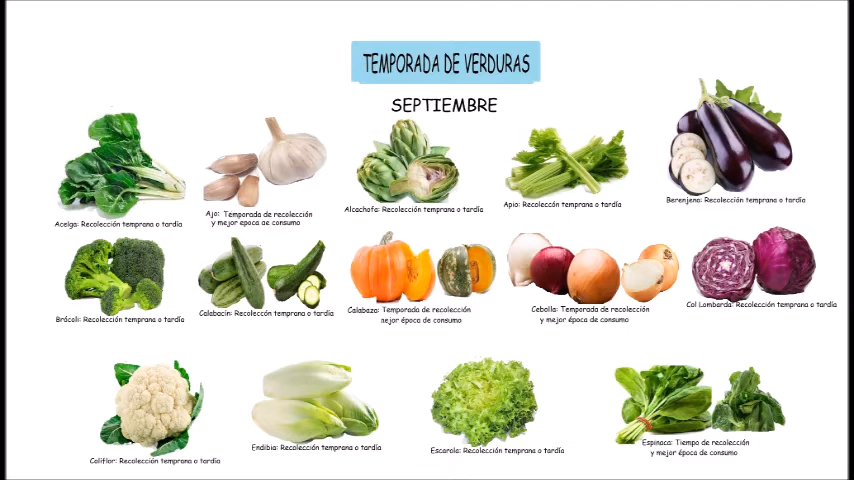 TEMPORADA DE VERDURAS
SEPTIEMBRE
Acelga: Recolección temprana o tardía
Ajo: Temporada de recolección
y mejor epoca de consumo
Alcachofa: Recolección temprana o tardía
Apio: Recoleccón temprana o tardía
Berenjena: Recolección temprana o tardía
Brócoli: Recolección temprana o tardía
Calabacín: Recoleccón temprana o tardía
Calabaza: Temporada de recolección
mejor época de consumo
Cebolla: Temporada de recolección
y mejor época de consumo
Col Lombarda: Recolección temprana o tardía
Coliflor: Recolección temprana o tardía
Endibia: Recolección temprana o tardía
Escarola: Recolección temprana o tardía
Espinaca: Tiempo de recolección
y mejor época de consumo